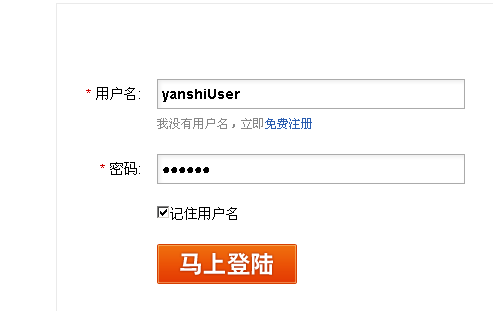 * 用户名: yanshiUser
我没有用户名，立即免费注册
* 密码: ●●●●●●
记住用户名
马上登陆